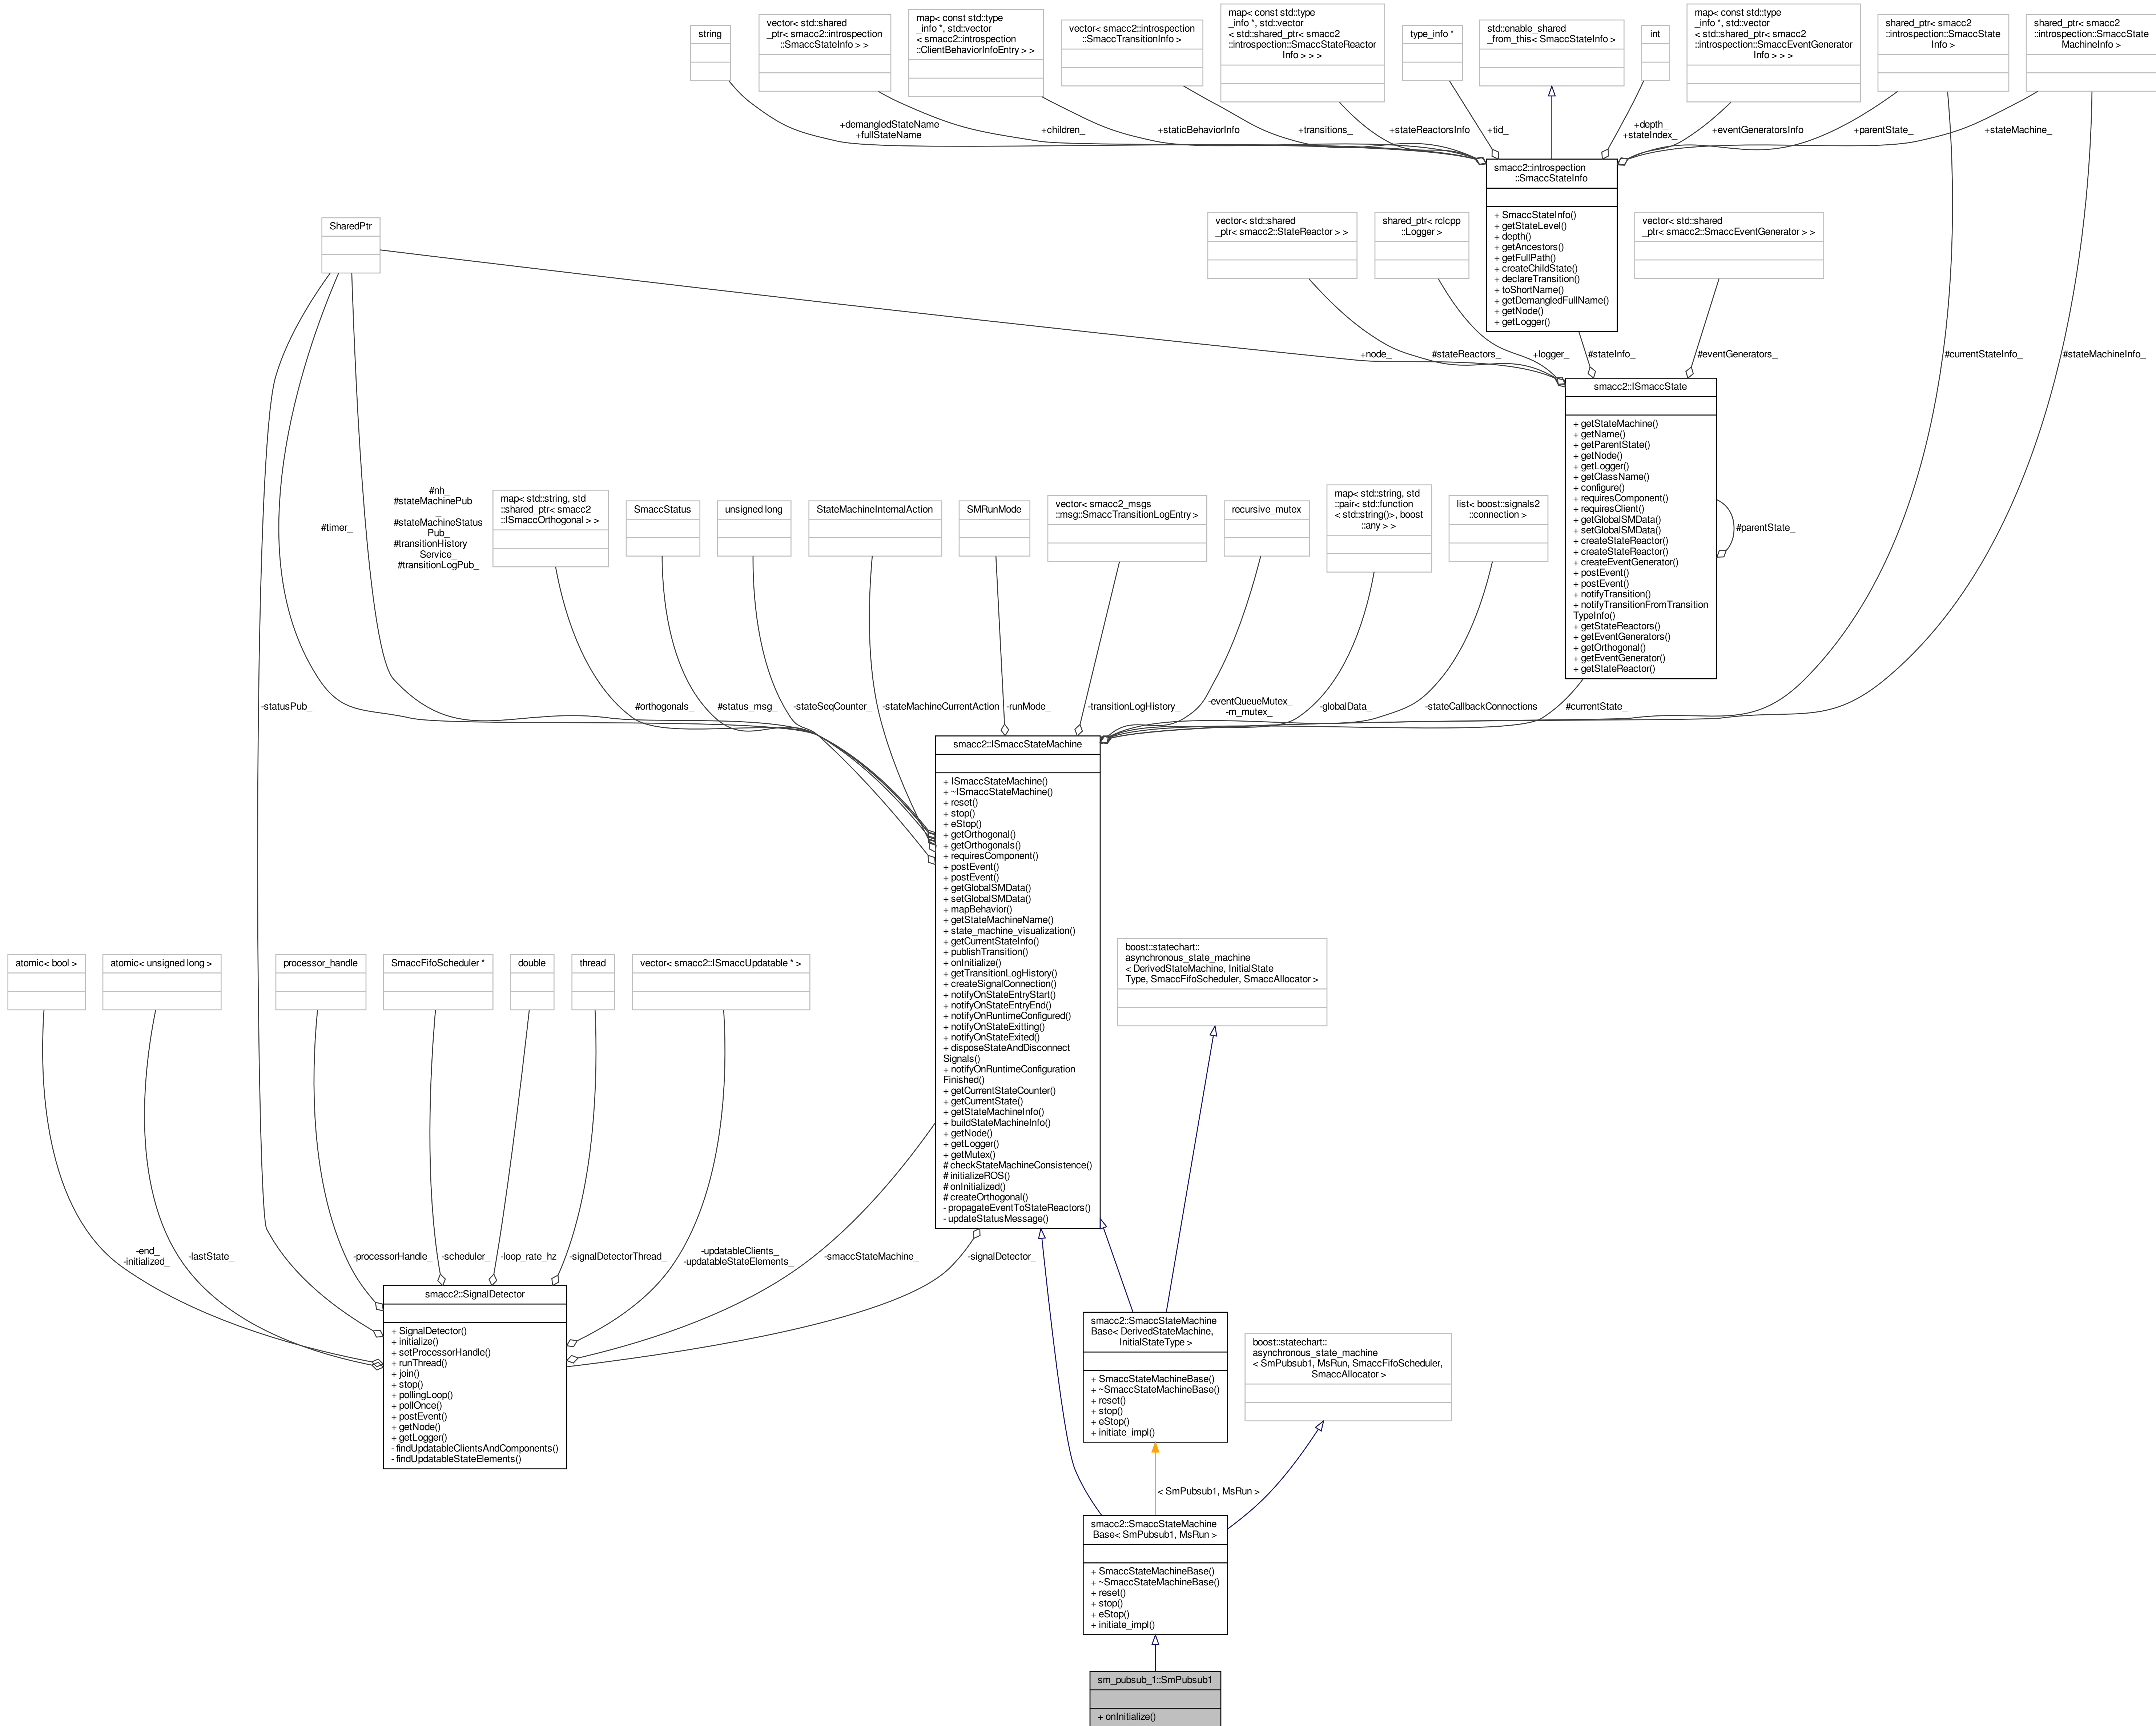 string
vector< std::shared
_ptr< smacc2::introspection
::SmaccStateInfo > >
map< const std::type
_info *, std::vector
< smacc2::introspection
::ClientBehaviorInfoEntry > >
vector< smacc2::introspection
::SmaccTransitionInfo >
map< const std::type
_info *, std::vector
< std::shared_ptr< smacc2
::introspection::SmaccStateReactor
Info > > >
type_info *
std::enable_shared
_from_this< SmaccStateInfo >
int
map< const std::type
_info *, std::vector
< std::shared_ptr< smacc2
::introspection::SmaccEventGenerator
Info > > >
shared_ptr< smacc2
::introspection::SmaccState
Info >
shared_ptr< smacc2
::introspection::SmaccState
MachineInfo >
+demangledStateName
+fullStateName
+children_
+staticBehaviorInfo
+transitions_
+stateReactorsInfo
+tid_
+depth_
+stateIndex_
+eventGeneratorsInfo
+parentState_
+stateMachine_
smacc2::introspection
::SmaccStateInfo
+ SmaccStateInfo()
+ getStateLevel()
+ depth()
+ getAncestors()
+ getFullPath()
+ createChildState()
+ declareTransition()
+ toShortName()
+ getDemangledFullName()
+ getNode()
+ getLogger()
SharedPtr
vector< std::shared
_ptr< smacc2::StateReactor > >
shared_ptr< rclcpp
::Logger >
vector< std::shared
_ptr< smacc2::SmaccEventGenerator > >
+node_
#stateReactors_
+logger_
#stateInfo_
#eventGenerators_
#currentStateInfo_
#stateMachineInfo_
smacc2::ISmaccState
+ getStateMachine()
+ getName()
+ getParentState()
+ getNode()
+ getLogger()
+ getClassName()
+ configure()
+ requiresComponent()
+ requiresClient()
+ getGlobalSMData()
+ setGlobalSMData()
+ createStateReactor()
+ createStateReactor()
+ createEventGenerator()
+ postEvent()
+ postEvent()
+ notifyTransition()
+ notifyTransitionFromTransition
TypeInfo()
+ getStateReactors()
+ getEventGenerators()
+ getOrthogonal()
+ getEventGenerator()
+ getStateReactor()
#parentState_
#timer_
#nh_
#stateMachinePub
_
#stateMachineStatus
Pub_
#transitionHistory
Service_
#transitionLogPub_
map< std::string, std
::shared_ptr< smacc2
::ISmaccOrthogonal > >
SmaccStatus
unsigned long
StateMachineInternalAction
SMRunMode
vector< smacc2_msgs
::msg::SmaccTransitionLogEntry >
recursive_mutex
map< std::string, std
::pair< std::function
< std::string()>, boost
::any > >
list< boost::signals2
::connection >
-statusPub_
#orthogonals_
#status_msg_
-stateSeqCounter_
-stateMachineCurrentAction
-runMode_
-transitionLogHistory_
-eventQueueMutex_
-m_mutex_
-globalData_
-stateCallbackConnections
#currentState_
smacc2::ISmaccStateMachine
+ ISmaccStateMachine()
+ ~ISmaccStateMachine()
+ reset()
+ stop()
+ eStop()
+ getOrthogonal()
+ getOrthogonals()
+ requiresComponent()
+ postEvent()
+ postEvent()
+ getGlobalSMData()
+ setGlobalSMData()
+ mapBehavior()
+ getStateMachineName()
+ state_machine_visualization()
+ getCurrentStateInfo()
+ publishTransition()
+ onInitialize()
+ getTransitionLogHistory()
+ createSignalConnection()
+ notifyOnStateEntryStart()
+ notifyOnStateEntryEnd()
+ notifyOnRuntimeConfigured()
+ notifyOnStateExitting()
+ notifyOnStateExited()
+ disposeStateAndDisconnect
Signals()
+ notifyOnRuntimeConfiguration
Finished()
+ getCurrentStateCounter()
+ getCurrentState()
+ getStateMachineInfo()
+ buildStateMachineInfo()
+ getNode()
+ getLogger()
+ getMutex()
# checkStateMachineConsistence()
# initializeROS()
# onInitialized()
# createOrthogonal()
- propagateEventToStateReactors()
- updateStatusMessage()
atomic< bool >
atomic< unsigned long >
processor_handle
SmaccFifoScheduler *
double
thread
vector< smacc2::ISmaccUpdatable * >
boost::statechart::
asynchronous_state_machine
< DerivedStateMachine, InitialState
Type, SmaccFifoScheduler, SmaccAllocator >
-end_
-initialized_
-lastState_
-processorHandle_
-scheduler_
-loop_rate_hz
-signalDetectorThread_
-updatableClients_
-updatableStateElements_
-smaccStateMachine_
-signalDetector_
smacc2::SignalDetector
+ SignalDetector()
+ initialize()
+ setProcessorHandle()
+ runThread()
+ join()
+ stop()
+ pollingLoop()
+ pollOnce()
+ postEvent()
+ getNode()
+ getLogger()
- findUpdatableClientsAndComponents()
- findUpdatableStateElements()
smacc2::SmaccStateMachine
Base< DerivedStateMachine,
InitialStateType >
+ SmaccStateMachineBase()
+ ~SmaccStateMachineBase()
+ reset()
+ stop()
+ eStop()
+ initiate_impl()
boost::statechart::
asynchronous_state_machine
< SmPubsub1, MsRun, SmaccFifoScheduler,
SmaccAllocator >
< SmPubsub1, MsRun >
smacc2::SmaccStateMachine
Base< SmPubsub1, MsRun >
+ SmaccStateMachineBase()
+ ~SmaccStateMachineBase()
+ reset()
+ stop()
+ eStop()
+ initiate_impl()
sm_pubsub_1::SmPubsub1
+ onInitialize()